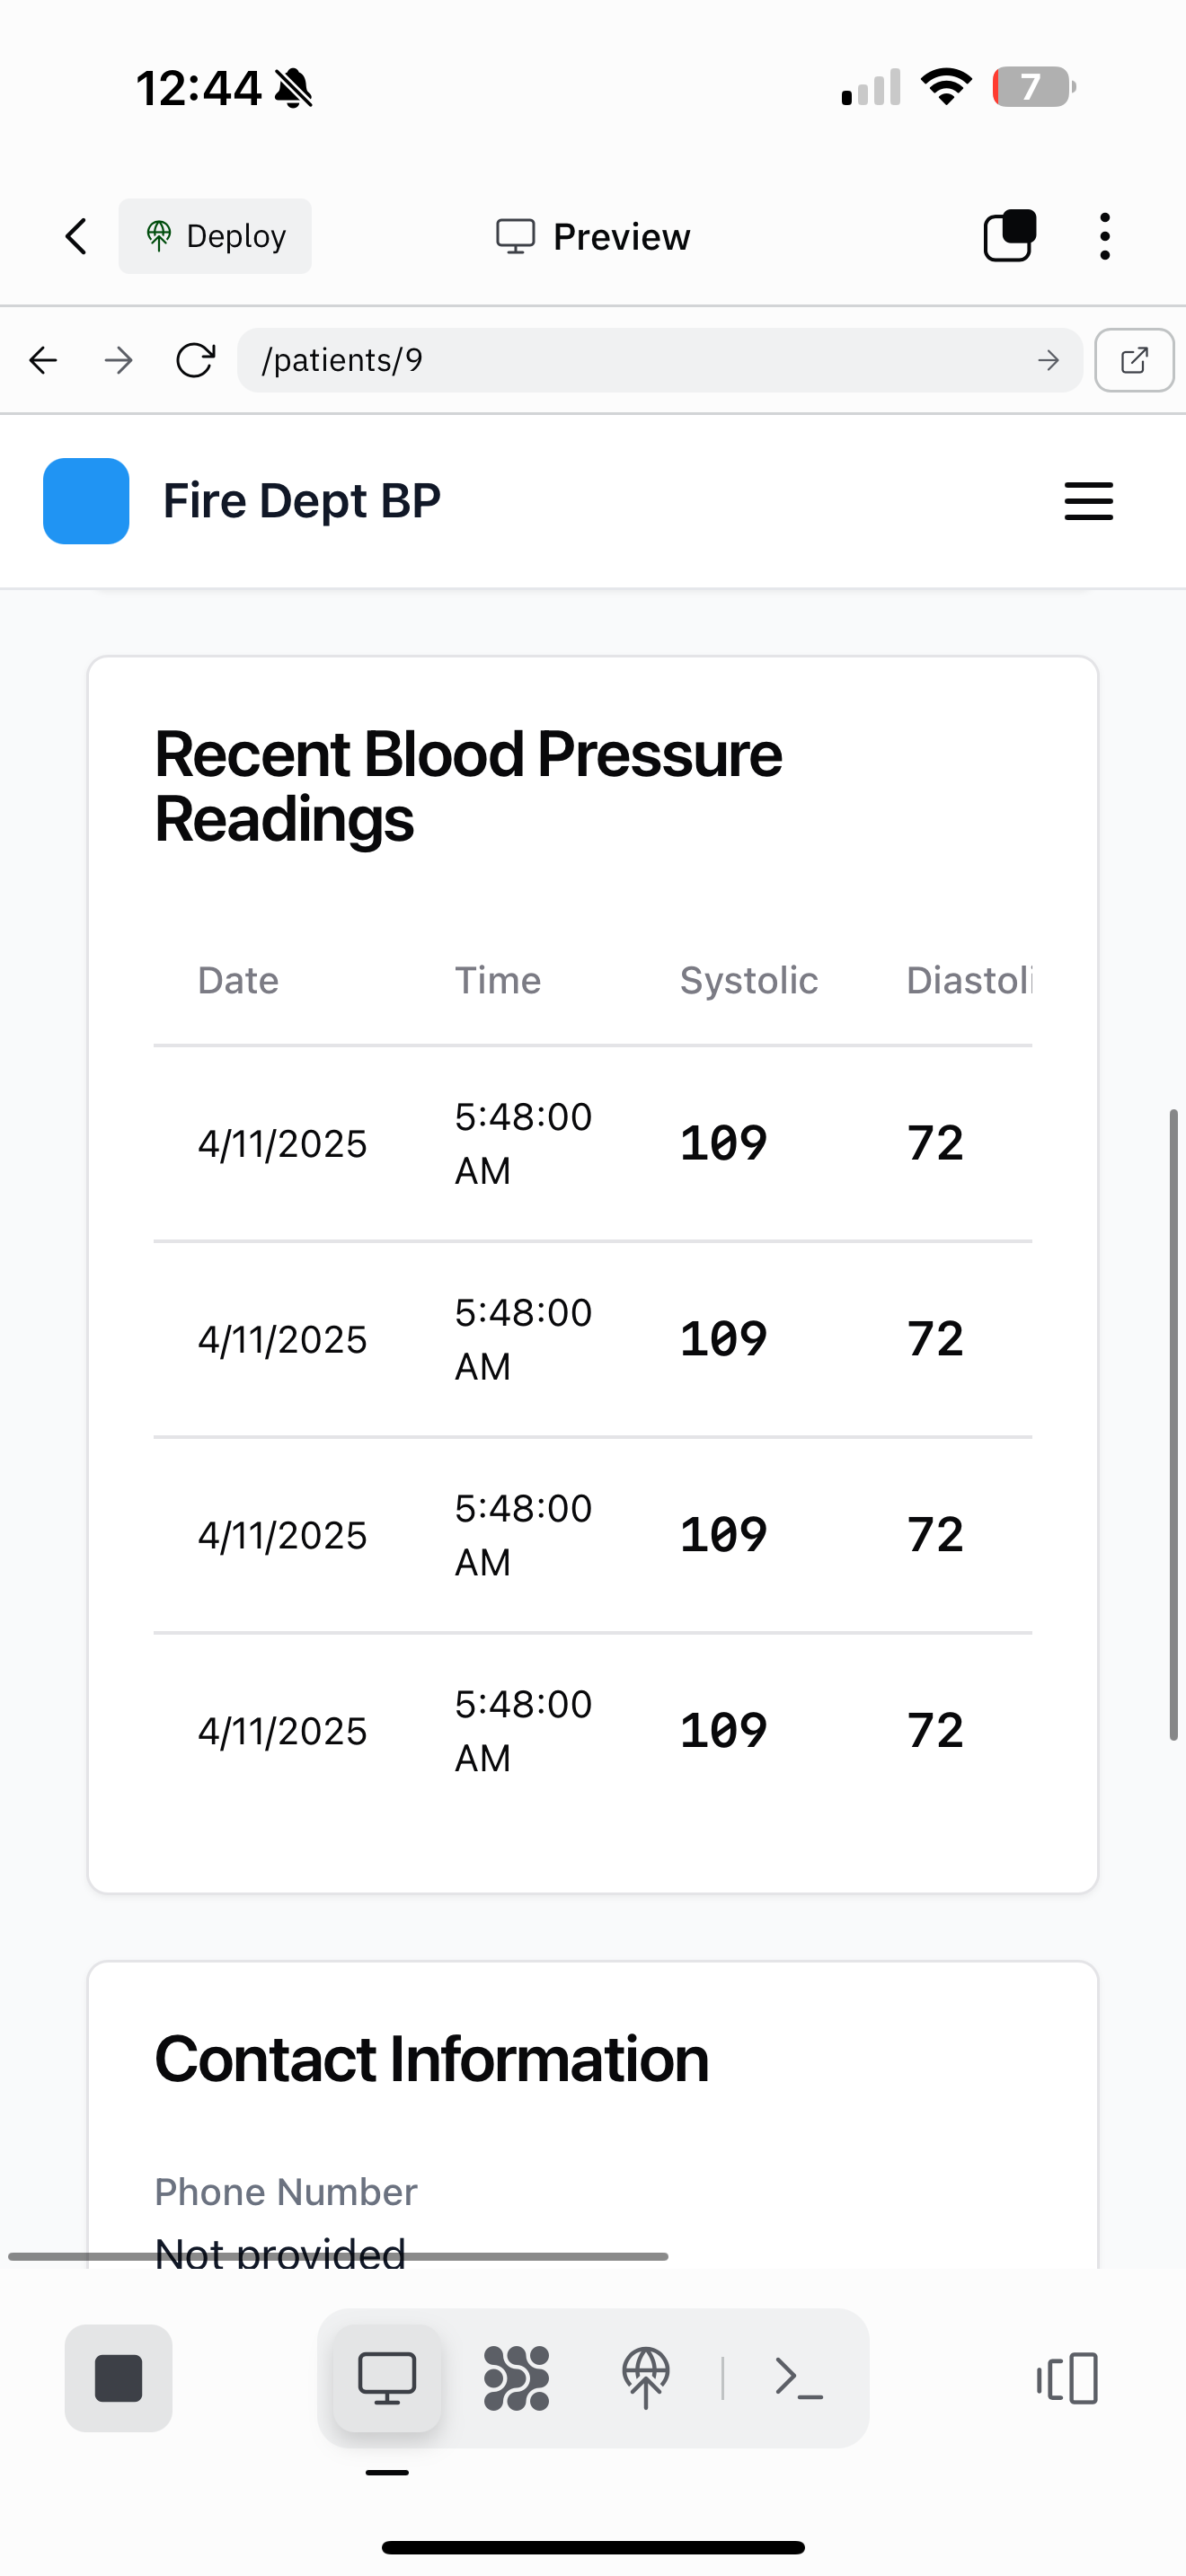 12:44
7
Deploy
Preview
/patients/9
Fire Dept BP
Recent Blood Pressure
Readings
Date Time Systolic Diastoli
4/11/2025 5:48:00 AM 109 72
4/11/2025 5:48:00 AM 109 72
4/11/2025 5:48:00 AM 109 72
4/11/2025 5:48:00 AM 109 72
Contact Information
Phone Number
Not provided